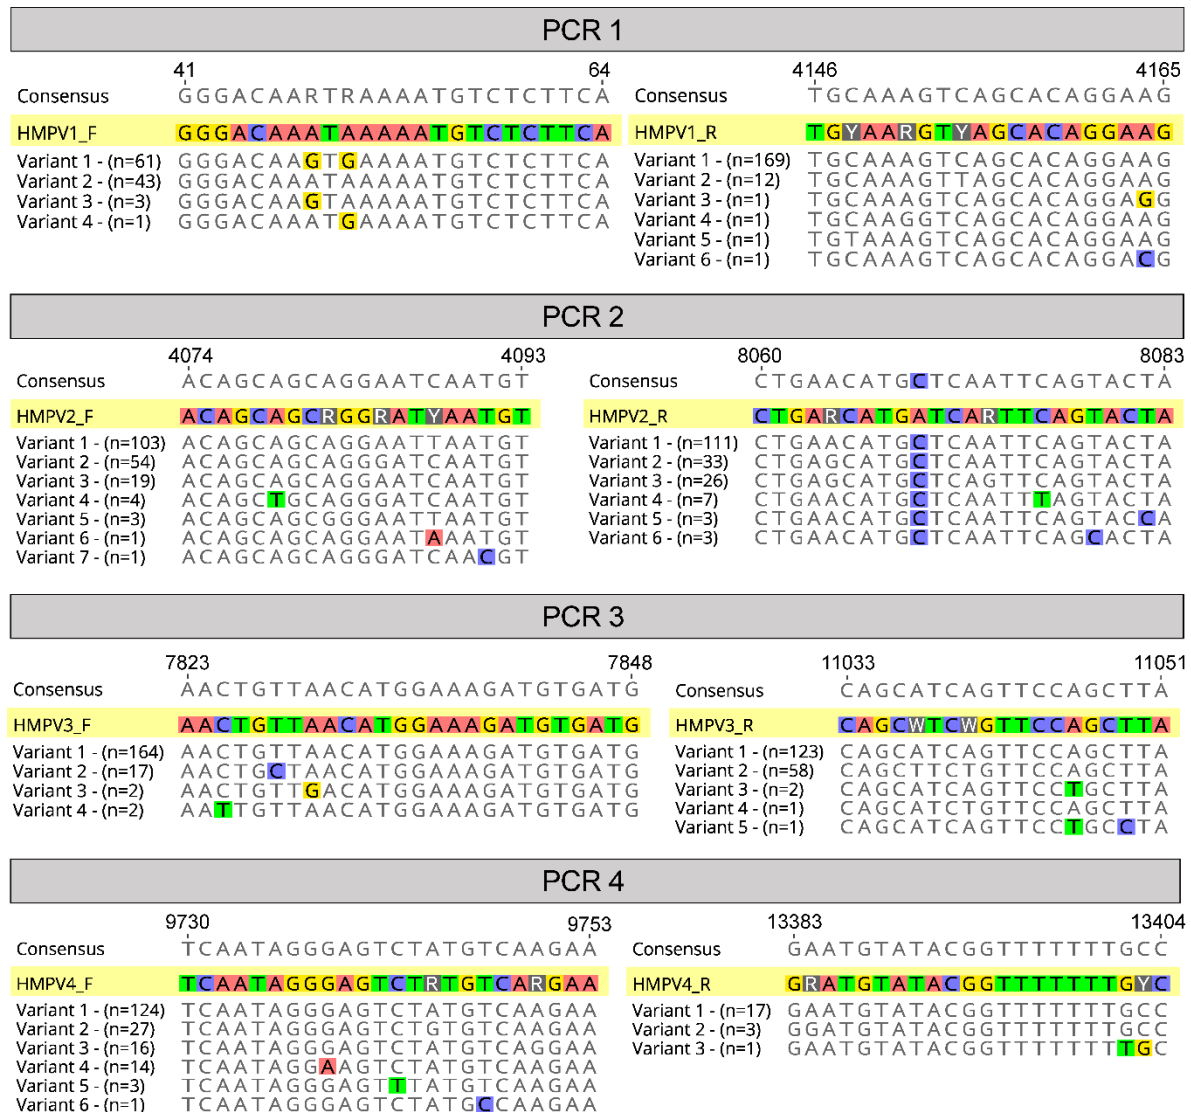 PCR 1
41 64
Consensus GGGACAARTRAAAATGTCTCTTCA
HMPV1_F GGGACAAATAAAAATGTCTCTTCA
Variant 1 - (n=61) GGGACAAGTGAAAATGTCTCTTCA
Variant 2 - (n=43) GGGACAAATAAAAATGTCTCTTCA
Variant 3 - (n=3) GGGACAAGTAAAAATGTCTCTTCA
Variant 4 - (n=1) GGGACAAATGAAAATGTCTCTTCA
4146 4165
Consensus TGCAAAGTCAGCACAGGAAG
HMPV1_R TGYAARGTYAGCACAGGAAG
Variant 1 - (n=169) TGCAAAGTCAGCACAGGAAG
Variant 2 - (n=12) TGCAAAGTTAGCACAGGAAG
Variant 3 - (n=1) TGCAAAGTCAGCACAGGAGG
Variant 4 - (n=1) TGCAAGGTCAGCACAGGAAG
Variant 5 - (n=1) TGTAAAGTCAGCACAGGAAG
Variant 6 - (n=1) TGCAAAGTCAGCACAGGACG
PCR 2
4074 4093
Consensus ACAGCAGCAGGAATCAATGT
HMPV2_F ACAGCAGCRGGRATYAATGT
Variant 1 - (n=103) ACAGCAGCAGGAATTAATGT
Variant 2 - (n=54) ACAGCAGCAGGGATCAATGT
Variant 3 - (n=19) ACAGCAGCAGGAATCAATGT
Variant 4 - (n=4) ACAGCTGCAGGGATCAATGT
Variant 5 - (n=3) ACAGCAGCGGGAATTAATGT
Variant 6 - (n=1) ACAGCAGCAGGAATAAATGT
Variant 7 - (n=1) ACAGCAGCAGGGATCAACGT
8060 8083
Consensus CTGAACATGCTCAATTCAGTACTA
HMPV2_R CTGARCATGATCARTTCAGTACTA
Variant 1 - (n=111) CTGAACATGCTCAATTCAGTACTA
Variant 2 - (n=33) CTGAGCATGCTCAATTCAGTACTA
Variant 3 - (n=26) CTGAGCATGCTCAGTTCAGTACTA
Variant 4 - (n=7) CTGAACATGCTCAATTTAGTACTA
Variant 5 - (n=3) CTGAACATGCTCAATTCAGTACCA
Variant 6 - (n=3) CTGAACATGCTCAATTCAGCACTA
PCR 3
7823 7848
Consensus AACTGTTAACATGGAAAGATGTGATG
HMPV3_F AACTGTTAACATGGAAAGATGTGATG
Variant 1 - (n=164) AACTGTTAACATGGAAAGATGTGATG
Variant 2 - (n=17) AACTGCTAACATGGAAAGATGTGATG
Variant 3 - (n=2) AACTGTTGACATGGAAAGATGTGATG
Variant 4 - (n=2) AATTGTTAACATGGAAAGATGTGATG
11033 11051
Consensus CAGCATCAGTTCCAGCTTA
HMPV3_R CAGCWTCWGTTCCAGCTTA
Variant 1 - (n=123) CAGCATCAGTTCCAGCTTA
Variant 2 - (n=58) CAGCTTCTGTTCCAGCTTA
Variant 3 - (n=2) CAGCATCAGTTCCTGCTTA
Variant 4 - (n=1) CAGCATCTGTTCCAGCTTA
Variant 5 - (n=1) CAGCATCAGTTCCTGCCTA
PCR 4
9730 9753
Consensus TCAATAGGGAGTCTATGTCAAGAA
HMPV4_F TCAATAGGGAGTCTRTGTCARGAA
Variant 1 - (n=124) TCAATAGGGAGTCTATGTCAAGAA
Variant 2 - (n=27) TCAATAGGGAGTCTGTGTCAAGAA
Variant 3 - (n=16) TCAATAGGGAGTCTATGTCAGGAA
Variant 4 - (n=14) TCAATAGGAAGTCTATGTCAAGAA
Variant 5 - (n=3) TCAATAGGGAGTTTATGTCAAGAA
Variant 6 - (n=1) TCAATAGGGAGTCTATGCCAAGAA
13383 13404
Consensus GAATGTATACGGTTTTTTTGCC
HMPV4_R GRATGTATACGGTTTTTTTGYC
Variant 1 - (n=17) GAATGTATACGGTTTTTTTGCC
Variant 2 - (n=3) GGATGTATACGGTTTTTTTGCC
Variant 3 - (n=1) GAATGTATACGGTTTTTTTTGC